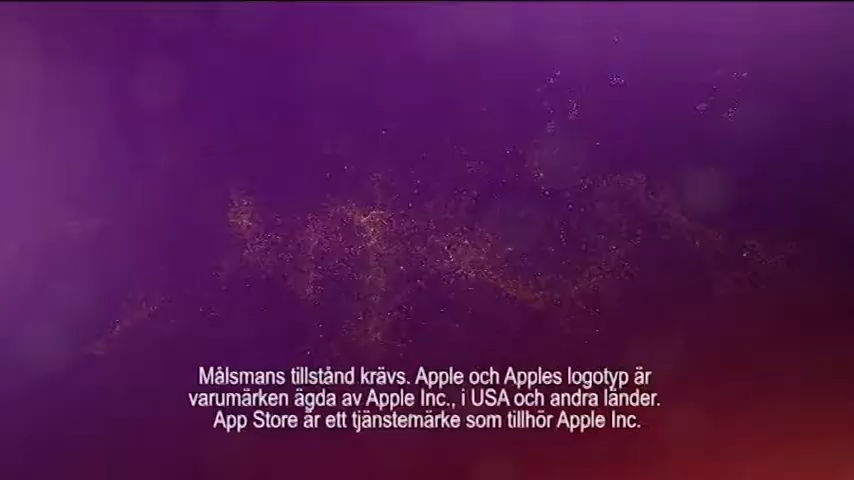 Målsmans tillstånd krävs. Apple och Apples logotyp är
varumärken ägda av Apple Inc., i USA och andra länder.
App Store är ett tjänstemärke som tillhör Apple Inc.